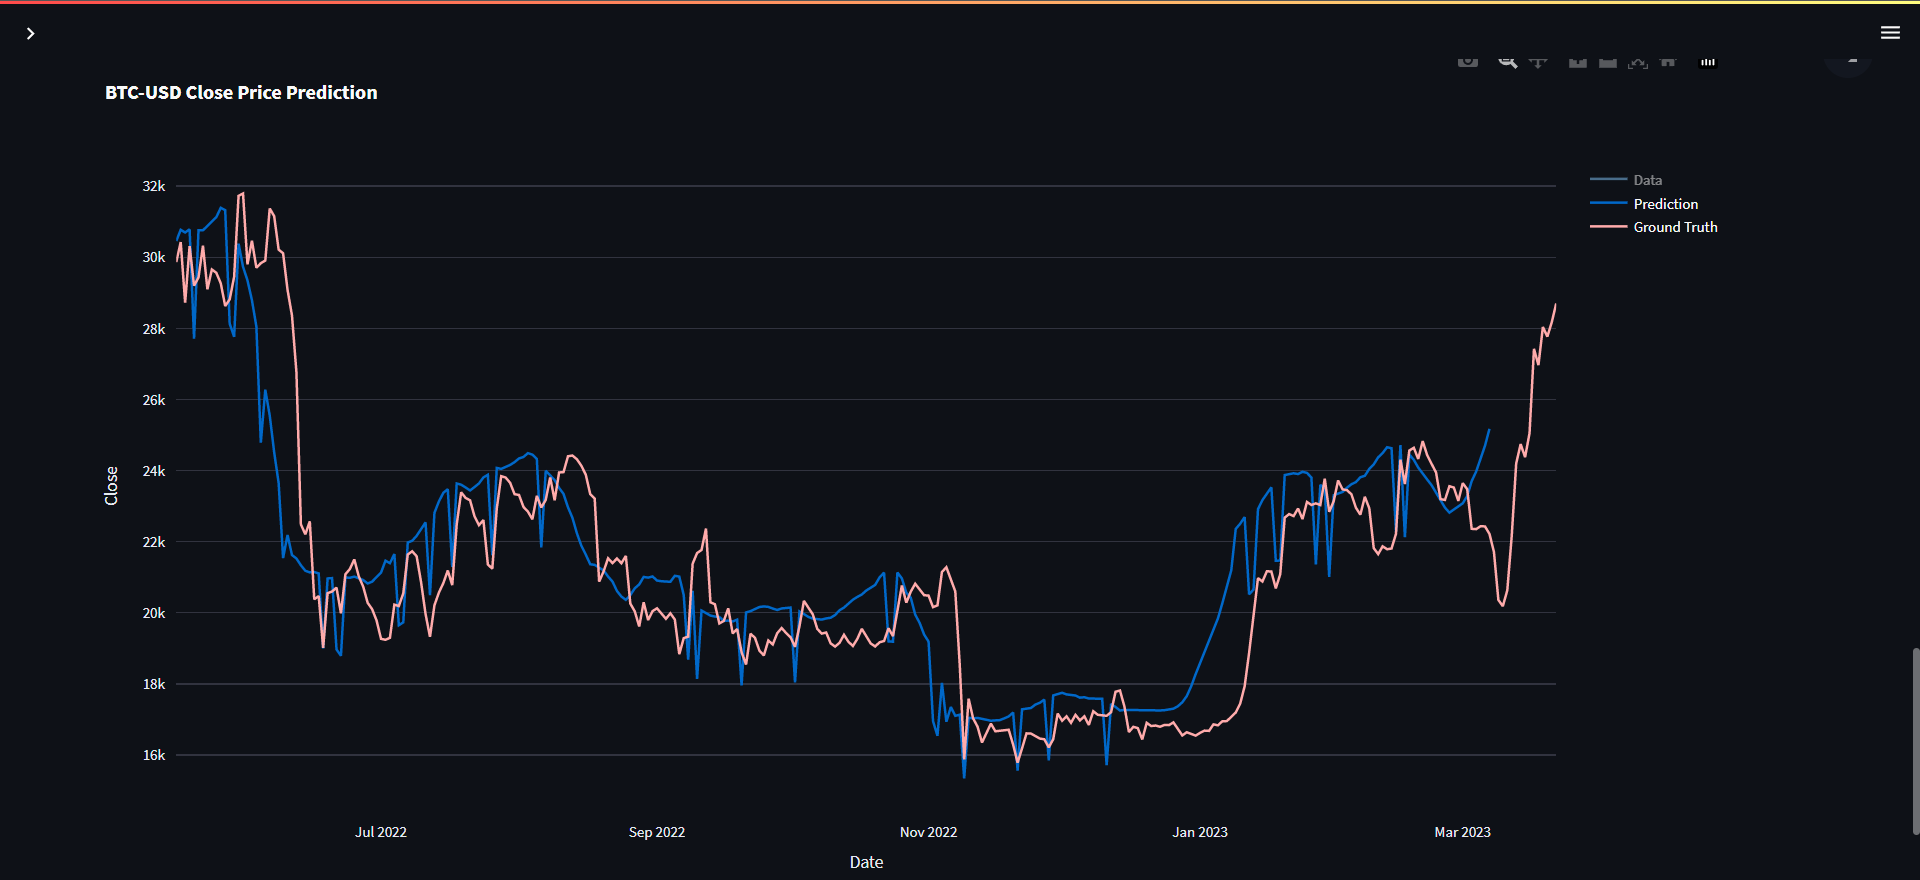 BTC-USD Close Price Prediction
32k
30k
28k
26k
24k
22k
20k
18k
16k
Close
Jul 2022
Sep 2022
Nov 2022
Jan 2023
Mar 2023
Date
Data
Prediction
Ground Truth